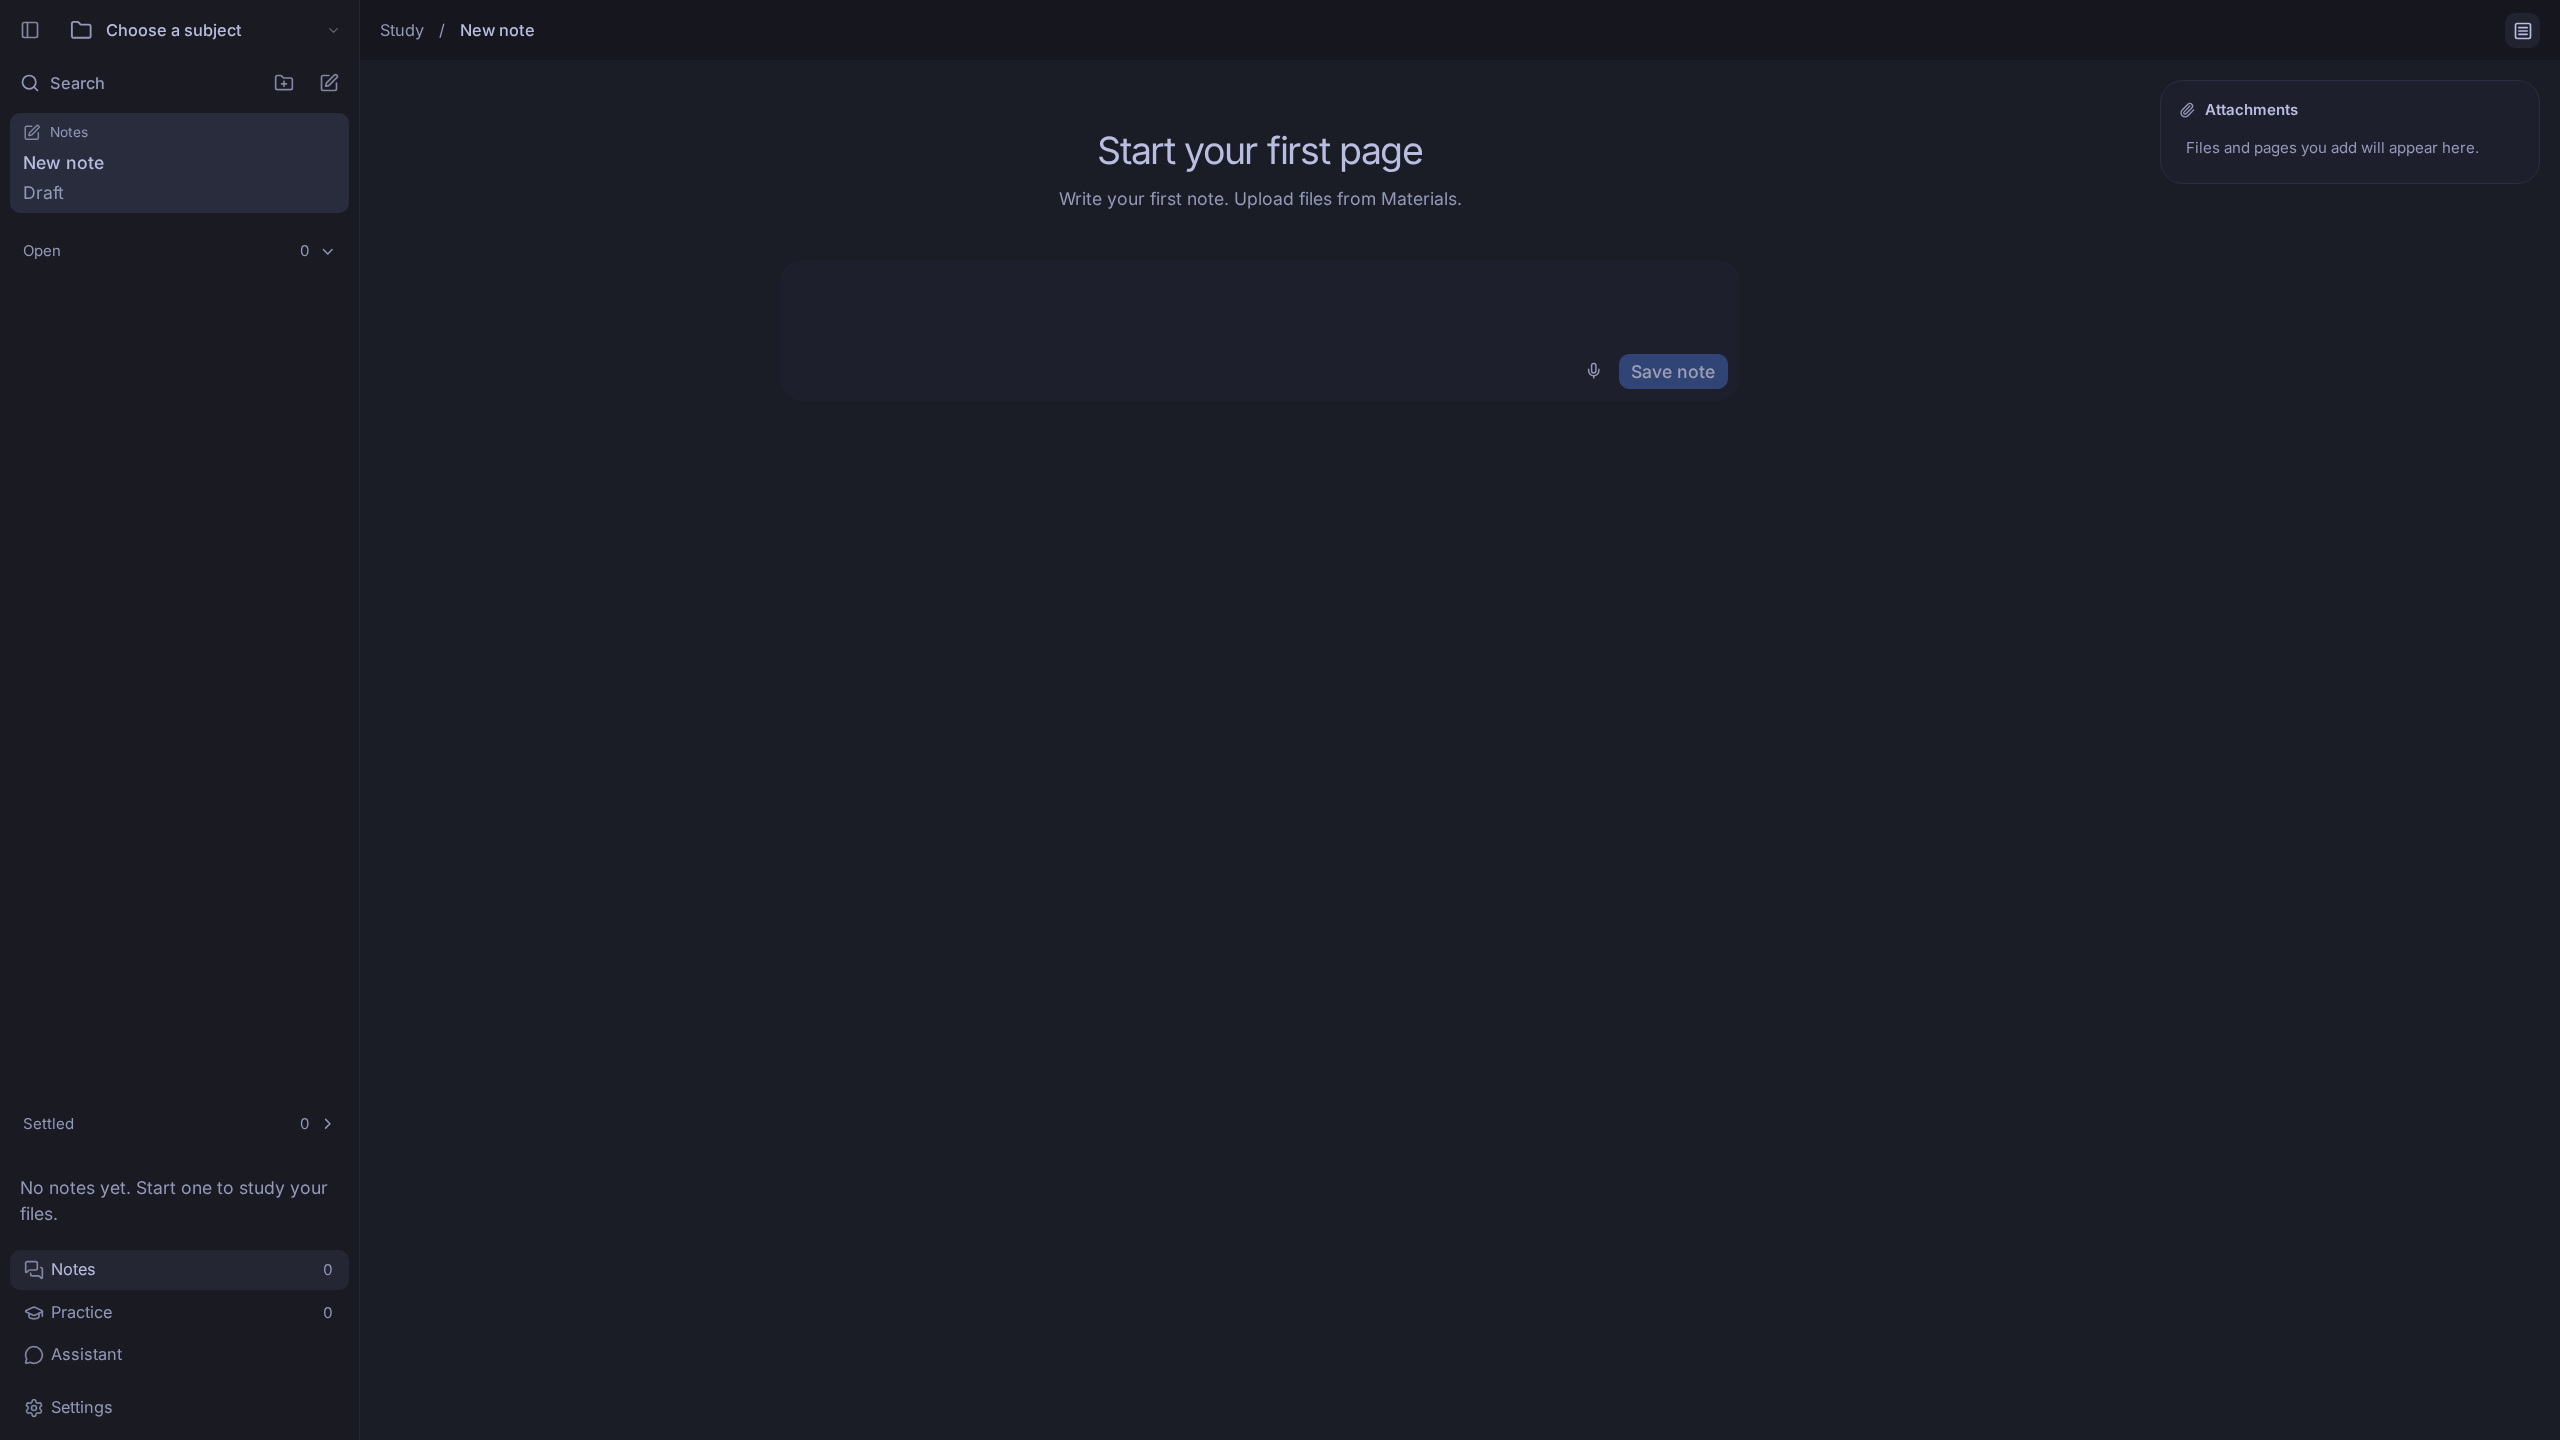 Choose a subject
Study / New note
Search
Notes
New note
Draft
Open 0
Start your first page
Write your first note. Upload files from Materials.
Save note
Attachments
Files and pages you add will appear here.
Settled 0
No notes yet. Start one to study your
files.
Notes 0
Practice 0
Assistant
Settings